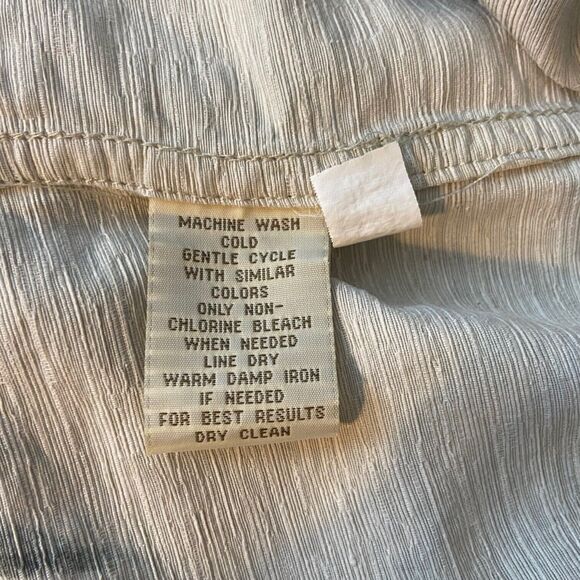 MACHINE WASH
COLD
GENTLE CYCLE
WITH SIMILAR
COLORS
ONLY NON-
CHLORINE BLEACH
WHEN NEEDED
LINE DRY
WARM DAMP IRON
IF NEEDED
FOR BEST RESULTS
DRY CLEAN